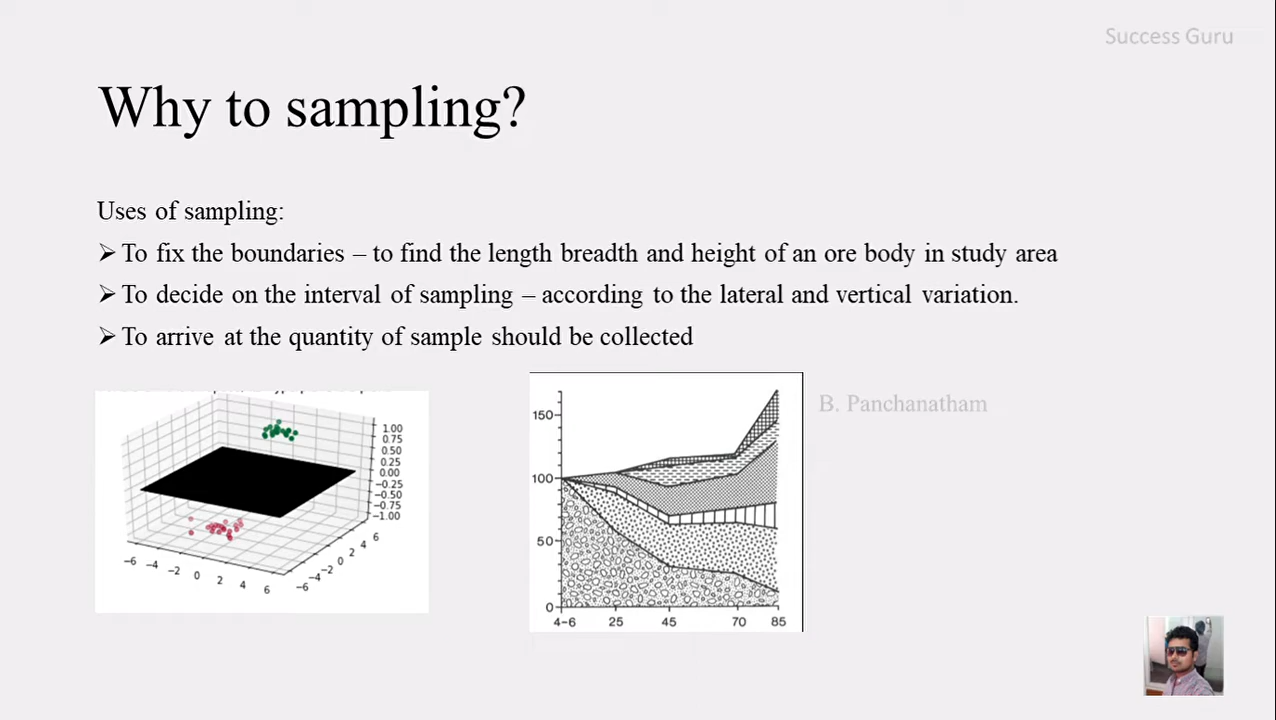 Success Guru
Why to sampling?
Uses of sampling:
➢ To fix the boundaries – to find the length breadth and height of an ore body in study area
➢ To decide on the interval of sampling – according to the lateral and vertical variation.
➢ To arrive at the quantity of sample should be collected
1.00
0.75
0.50
0.25
0.00
−0.25
−0.50
−0.75
−1.00
−6 −4 −2 0 2 4 6
−6 −4 −2 0 2 4 6
150
100
50
0
4-6 25 45 70 85
B. Panchanatham